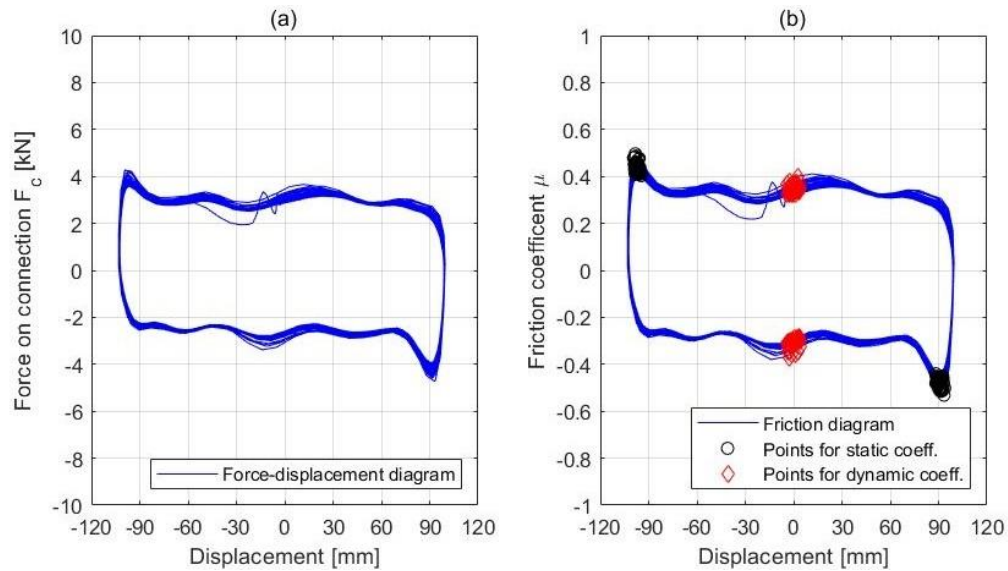 (a)
Force on connection F_c [kN]
10
8
6
4
2
0
-2
-4
-6
-8
-10
-120 -90 -60 -30 0 30 60 90 120
Displacement [mm]
Force-displacement diagram
(b)
Friction coefficent μ
1
0.8
0.6
0.4
0.2
0
-0.2
-0.4
-0.6
-0.8
-1
-120 -90 -60 -30 0 30 60 90 120
Displacement [mm]
Friction diagram
Points for static coeff.
Points for dynamic coeff.